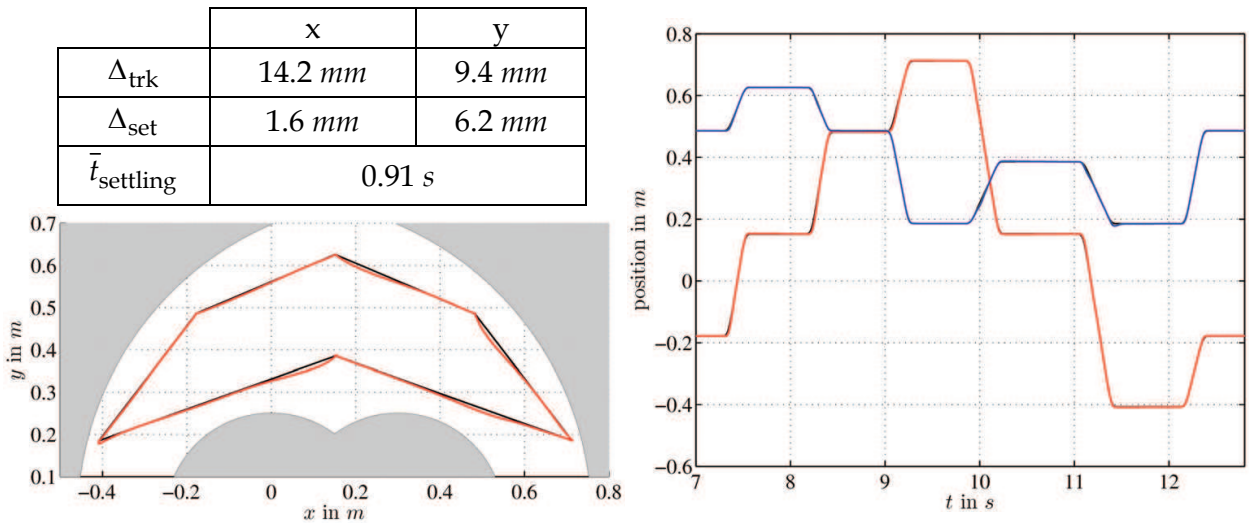 x y
Δtrk 14.2 mm 9.4 mm
Δset 1.6 mm 6.2 mm
t̄settling 0.91 s
0.7
0.6
0.5
0.4
0.3
0.2
0.1
y in m
−0.4 −0.2 0 0.2 0.4 0.6 0.8
x in m
0.8
0.6
0.4
0.2
0
−0.2
−0.4
−0.6
position in m
7 8 9 10 11 12
t in s